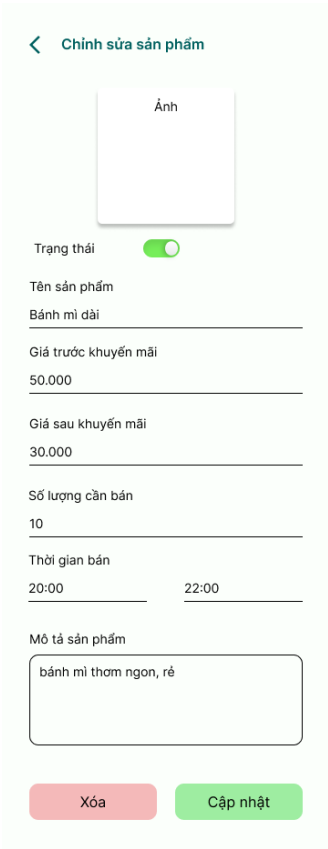 Chỉnh sửa sản phẩm
Ảnh
Trạng thái
Tên sản phẩm
Bánh mì dài
Giá trước khuyến mãi
50.000
Giá sau khuyến mãi
30.000
Số lượng cần bán
10
Thời gian bán
20:00 22:00
Mô tả sản phẩm
bánh mì thơm ngon, rẻ
Xóa Cập nhật